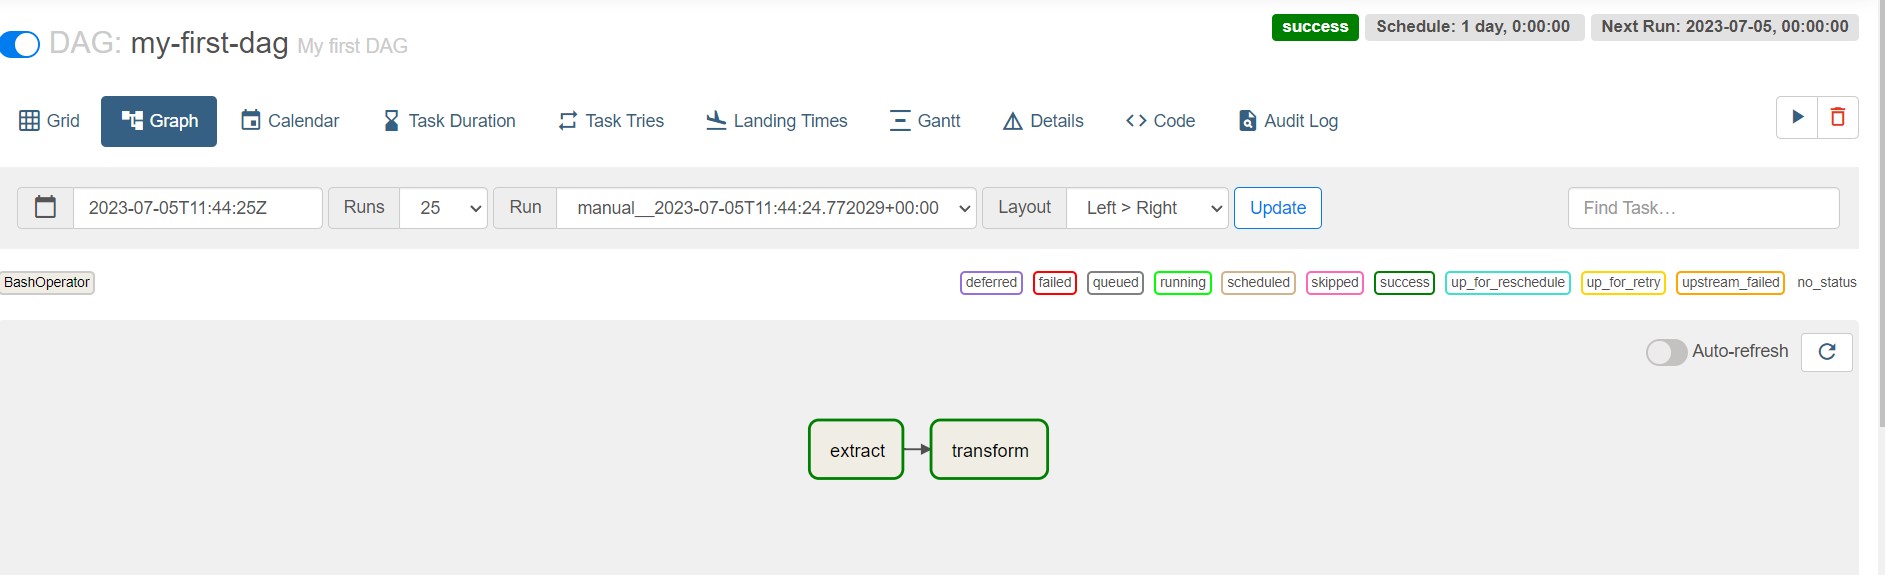 success Schedule: 1 day, 0:00:00 Next Run: 2023-07-05, 00:00:00
DAG: my-first-dag My first DAG
Grid Graph Calendar Task Duration Task Tries Landing Times Gantt Details Code Audit Log
2023-07-05T11:44:25Z Runs 25 Run manual__2023-07-05T11:44:24.772029+00:00 Layout Left > Right Update Find Task…
BashOperator deferred failed queued running scheduled skipped success up_for_reschedule up_for_retry upstream_failed no_status
Auto-refresh
extract transform